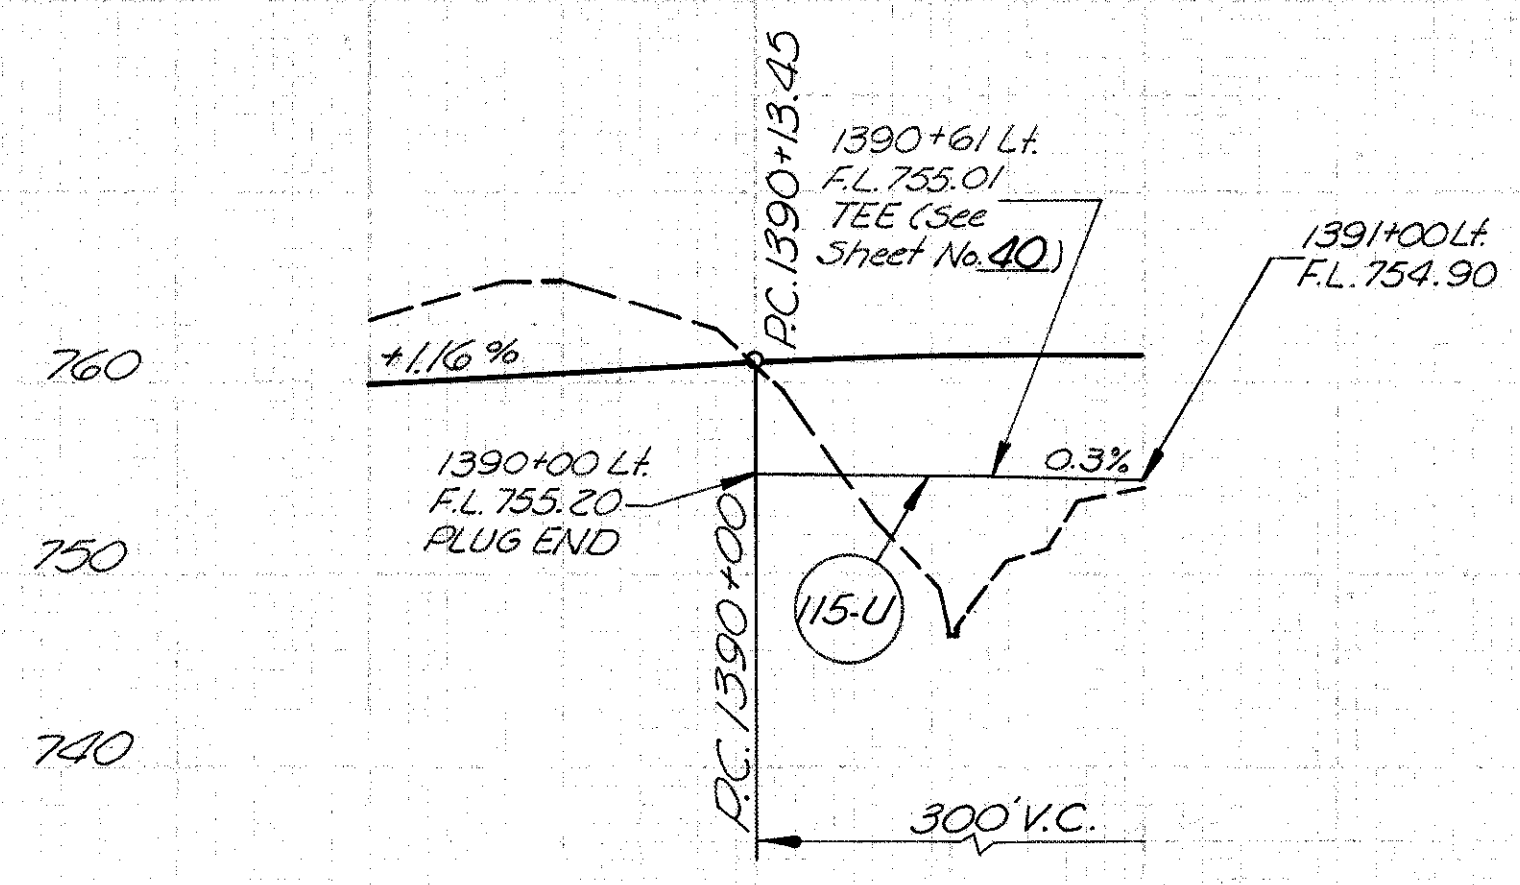 P.C. 1390+13.45
1390+61 Lt.
F.L. 755.01
TEE (See
Sheet No. 40)
1391+00 Lt.
F.L. 754.90
760
+1.16 %
1390+00 Lt.
F.L. 755.20
PLUG END
0.3%
750
115-U
P.C. 1390+00
740
300' V.C.